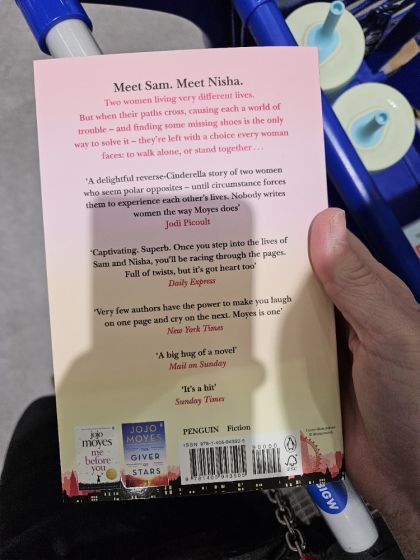 Meet Sam. Meet Nisha.
Two women living very different lives.
But when their paths cross, causing each a world of
trouble – and finding some missing shoes is the only
way to solve it – they're left with a choice every woman
faces: to walk alone, or stand together . . .
'A delightful reverse-Cinderella story of two women
who seem polar opposites – until circumstance forces
them to experience each other's lives. Nobody writes
women the way Moyes does'
Jodi Picoult
'Captivating. Superb. Once you step into the lives of
Sam and Nisha, you'll be racing through the pages.
Full of twists, but it's got heart too'
Daily Express
'Very few authors have the power to make you laugh
on one page and cry on the next. Moyes is one'
New York Times
'A big hug of a novel'
Mail on Sunday
'It's a hit'
Sunday Times
PENGUIN Fiction
jojo
moyes
me
before
you
JOJO
MOYES
THE
GIVER
OF
STARS
90000
FSC
BIGW